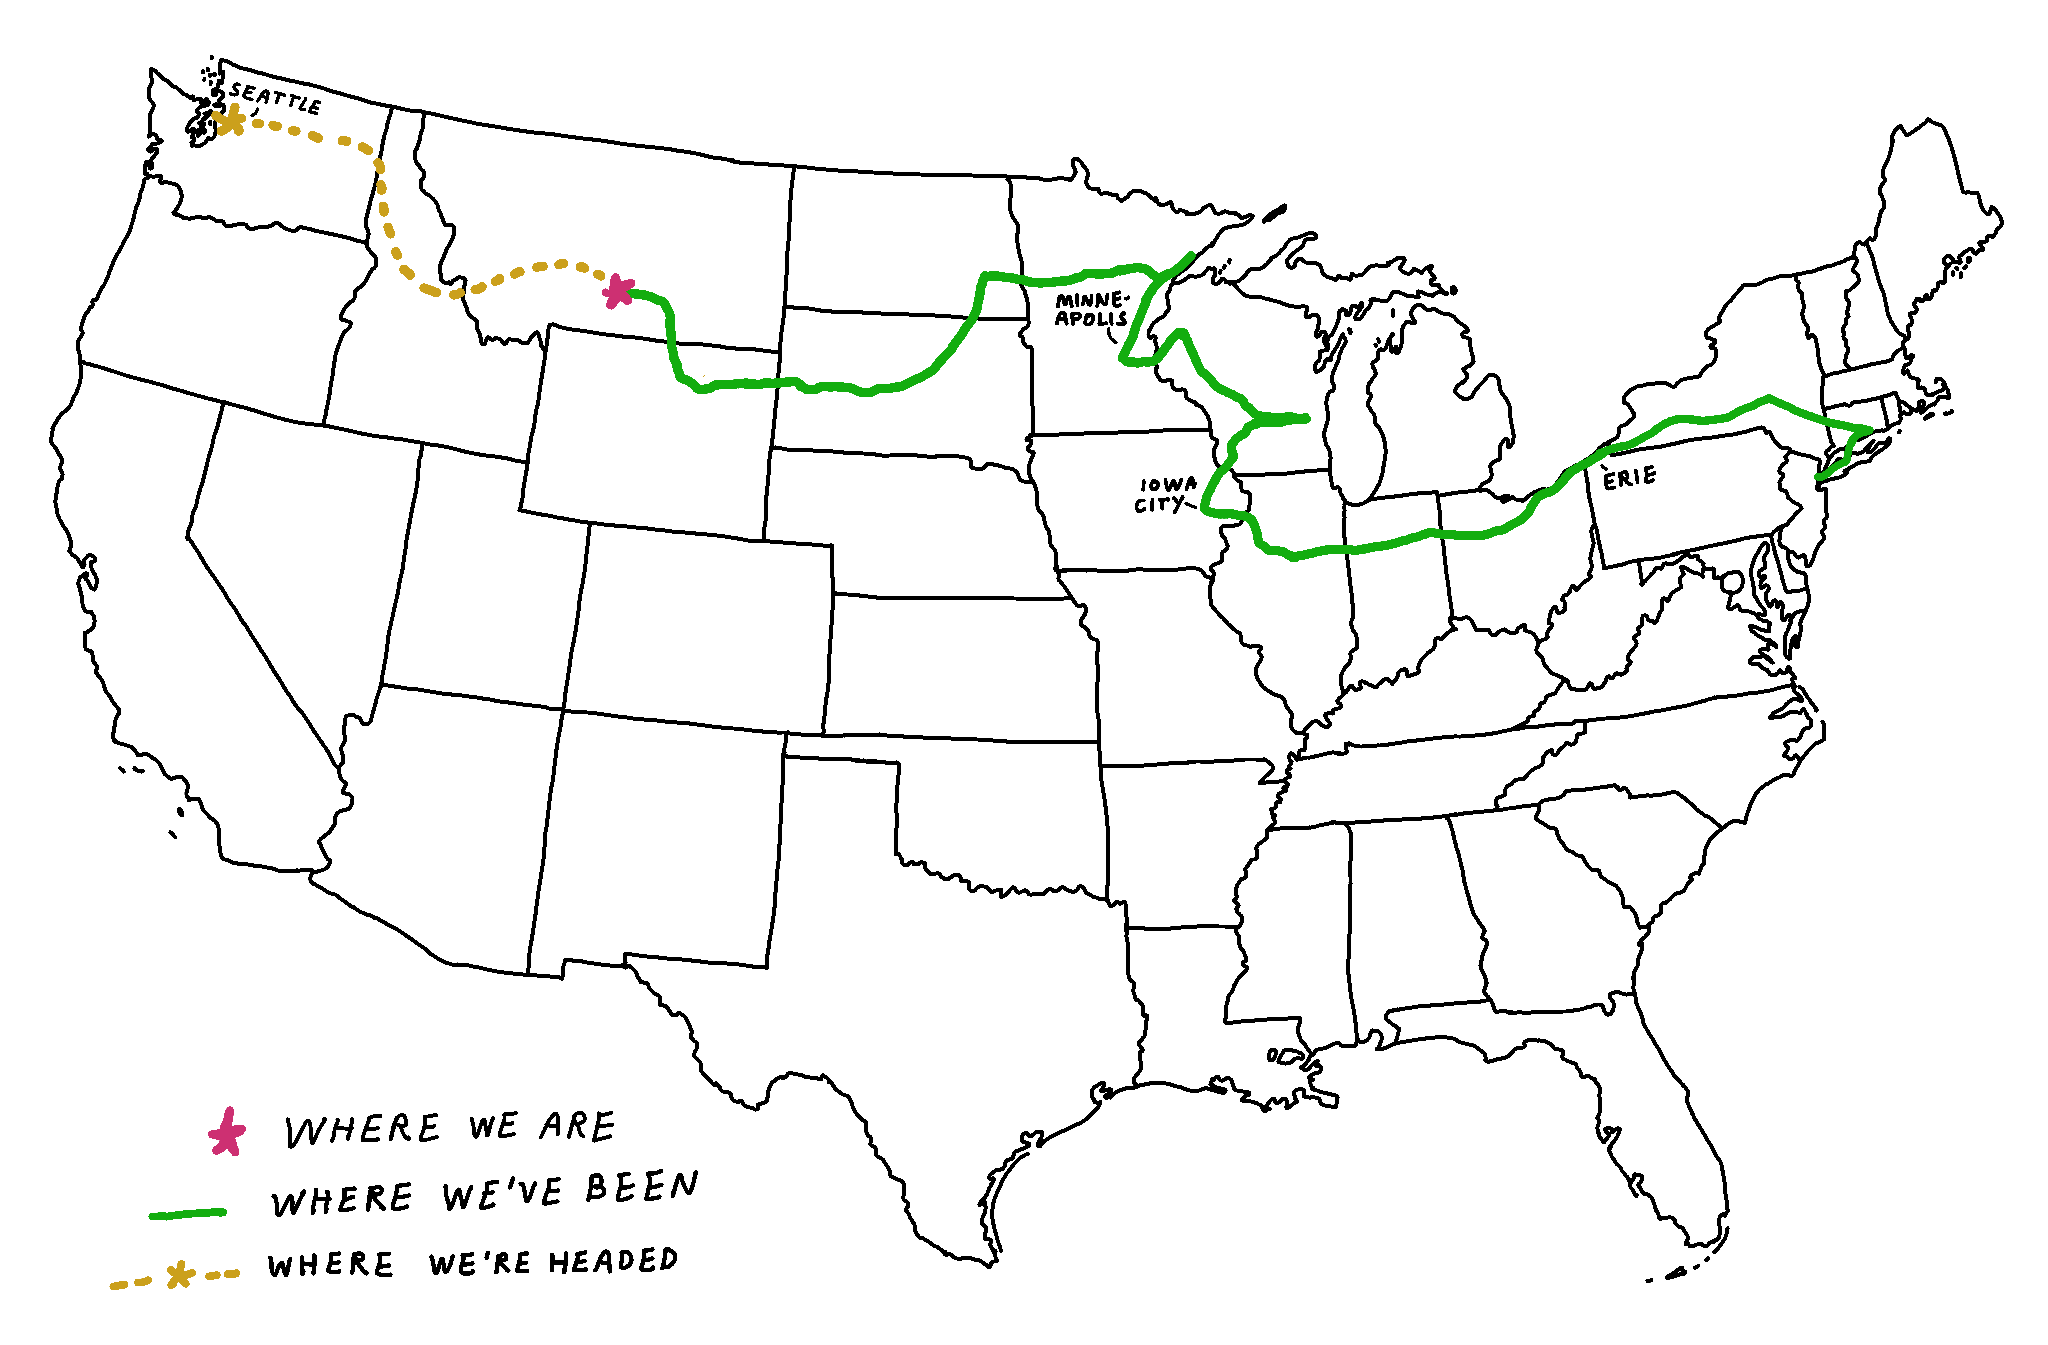 SEATTLE
MINNE-
APOLIS
IOWA
CITY
ERIE
WHERE WE ARE
WHERE WE'VE BEEN
WHERE WE'RE HEADED